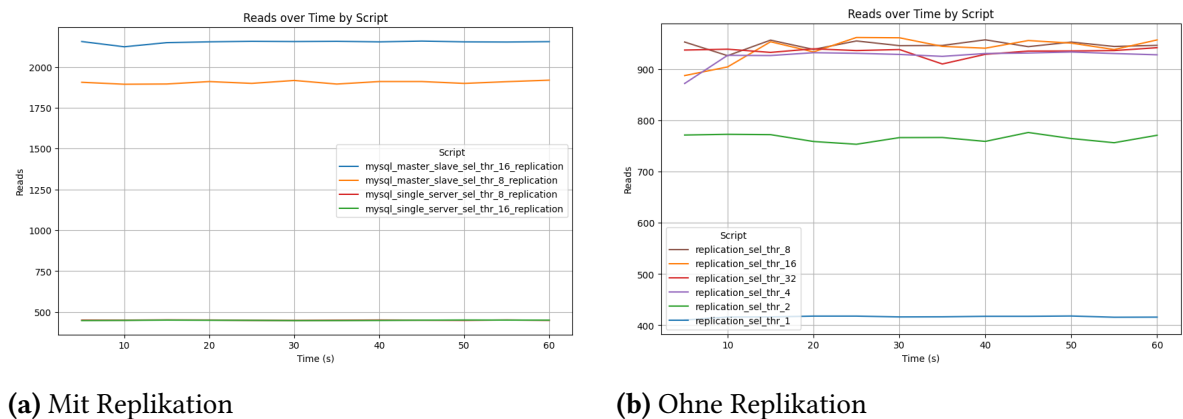 Reads over Time by Script
2000
1750
1500
1250
1000
750
500
Reads
10
20
30
40
50
60
Time (s)
Script
mysql_master_slave_sel_thr_16_replication
mysql_master_slave_sel_thr_8_replication
mysql_single_server_sel_thr_8_replication
mysql_single_server_sel_thr_16_replication
(a) Mit Replikation
Reads over Time by Script
900
800
700
600
500
400
Reads
10
20
30
40
50
60
Time (s)
Script
replication_sel_thr_8
replication_sel_thr_16
replication_sel_thr_32
replication_sel_thr_4
replication_sel_thr_2
replication_sel_thr_1
(b) Ohne Replikation